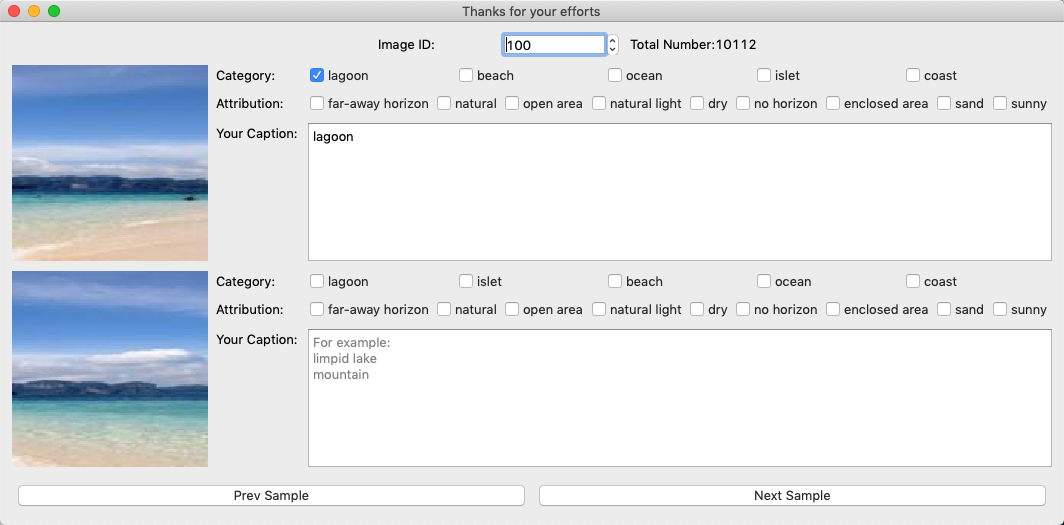 Thanks for your efforts
Image ID: 100 Total Number:10112
Category: lagoon beach ocean islet coast
Attribution: far-away horizon natural open area natural light dry no horizon enclosed area sand sunny
Your Caption: lagoon
Category: lagoon islet beach ocean coast
Attribution: far-away horizon natural open area natural light dry no horizon enclosed area sand sunny
Your Caption: For example:
limpid lake
mountain
Prev Sample Next Sample